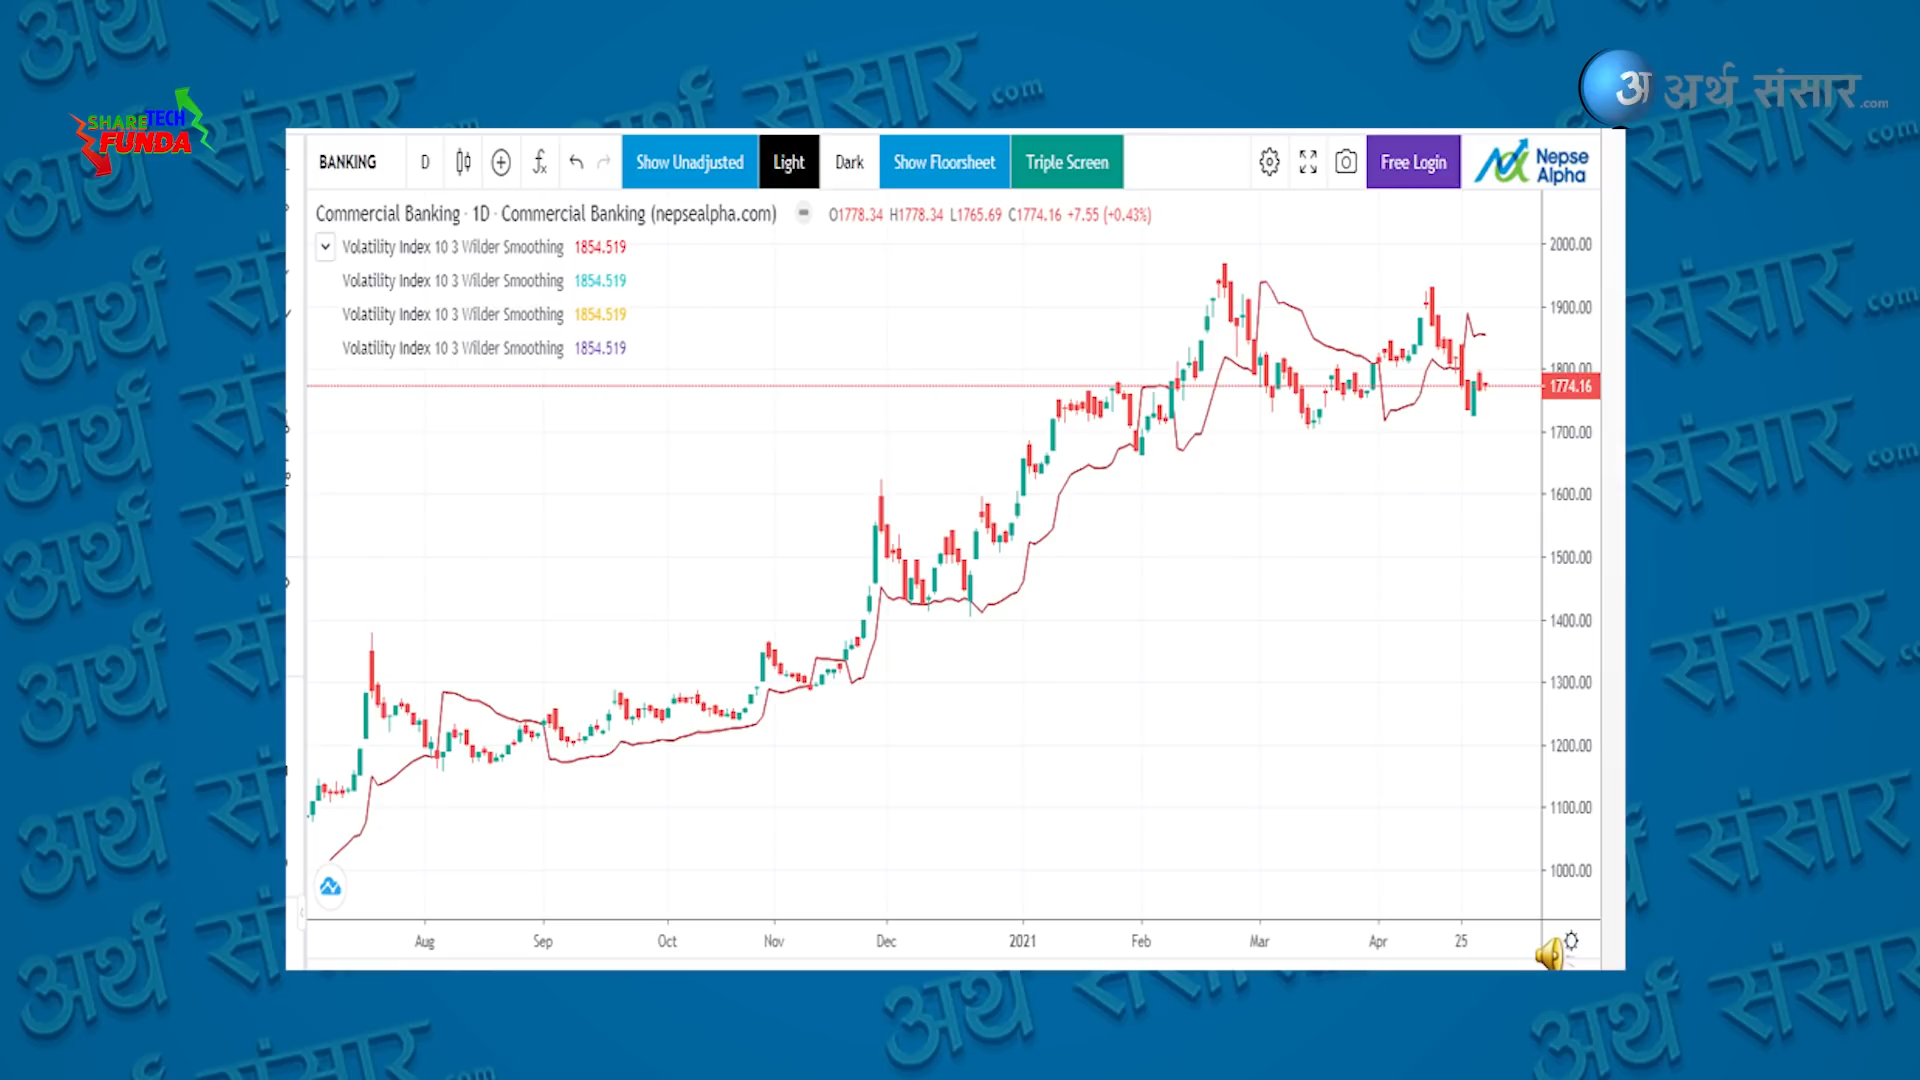 SHARETECH
FUNDA
अ अर्थ संसार.com
BANKING D Show Unadjusted Light Dark Show Floorsheet Triple Screen Free Login Nepse Alpha
Commercial Banking · 1D · Commercial Banking (nepsealpha.com) O1778.34 H1778.34 L1765.69 C1774.16 +7.55 (+0.43%)
Volatility Index 10 3 Wilder Smoothing 1854.519
Volatility Index 10 3 Wilder Smoothing 1854.519
Volatility Index 10 3 Wilder Smoothing 1854.519
Volatility Index 10 3 Wilder Smoothing 1854.519
2000.00
1900.00
1800.00
1774.16
1700.00
1600.00
1500.00
1400.00
1300.00
1200.00
1100.00
1000.00
Aug Sep Oct Nov Dec 2021 Feb Mar Apr 25